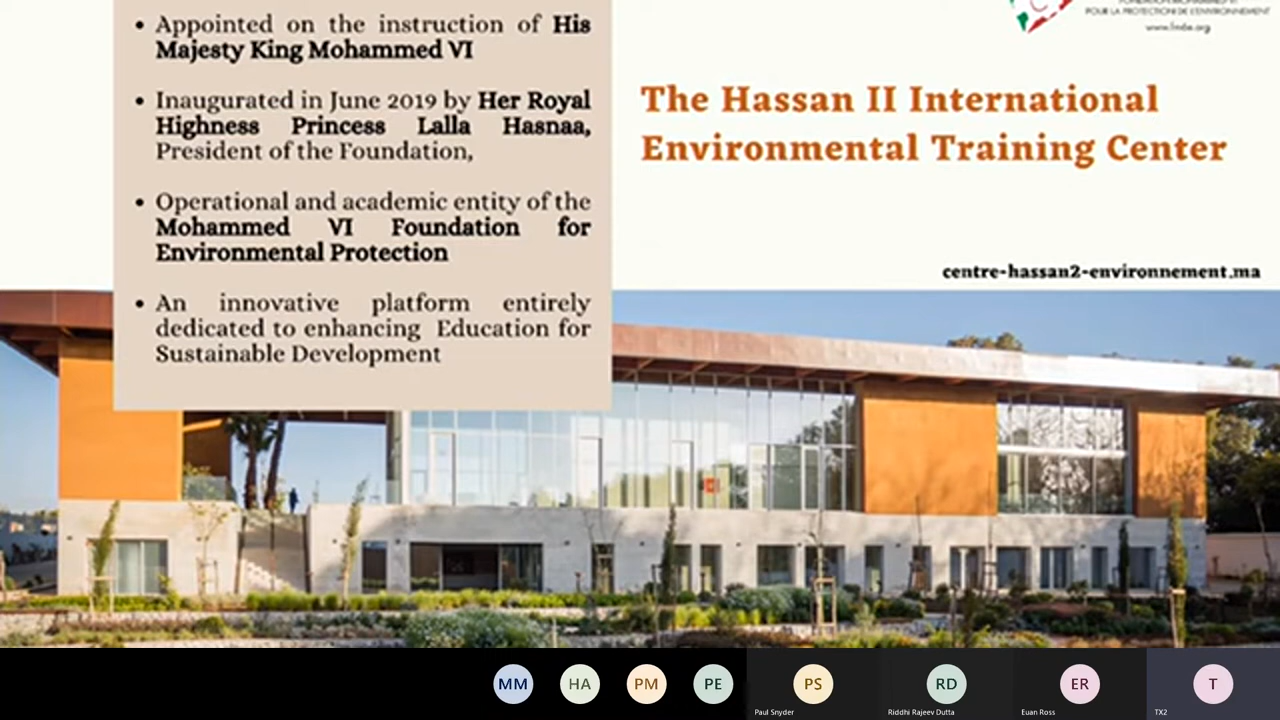 • Appointed on the instruction of His
Majesty King Mohammed VI
• Inaugurated in June 2019 by Her Royal
Highness Princess Lalla Hasnaa,
President of the Foundation,
• Operational and academic entity of the
Mohammed VI Foundation for
Environmental Protection
• An innovative platform entirely
dedicated to enhancing Education for
Sustainable Development
POUR LA PROTECTION DE L'ENVIRONNEMENT
www.fm6e.org
The Hassan II International
Environmental Training Center
centre-hassan2-environnement.ma
MM HA PM PE PS RD ER T
Paul Snyder Riddhi Rajeev Dutta Euan Ross TX2